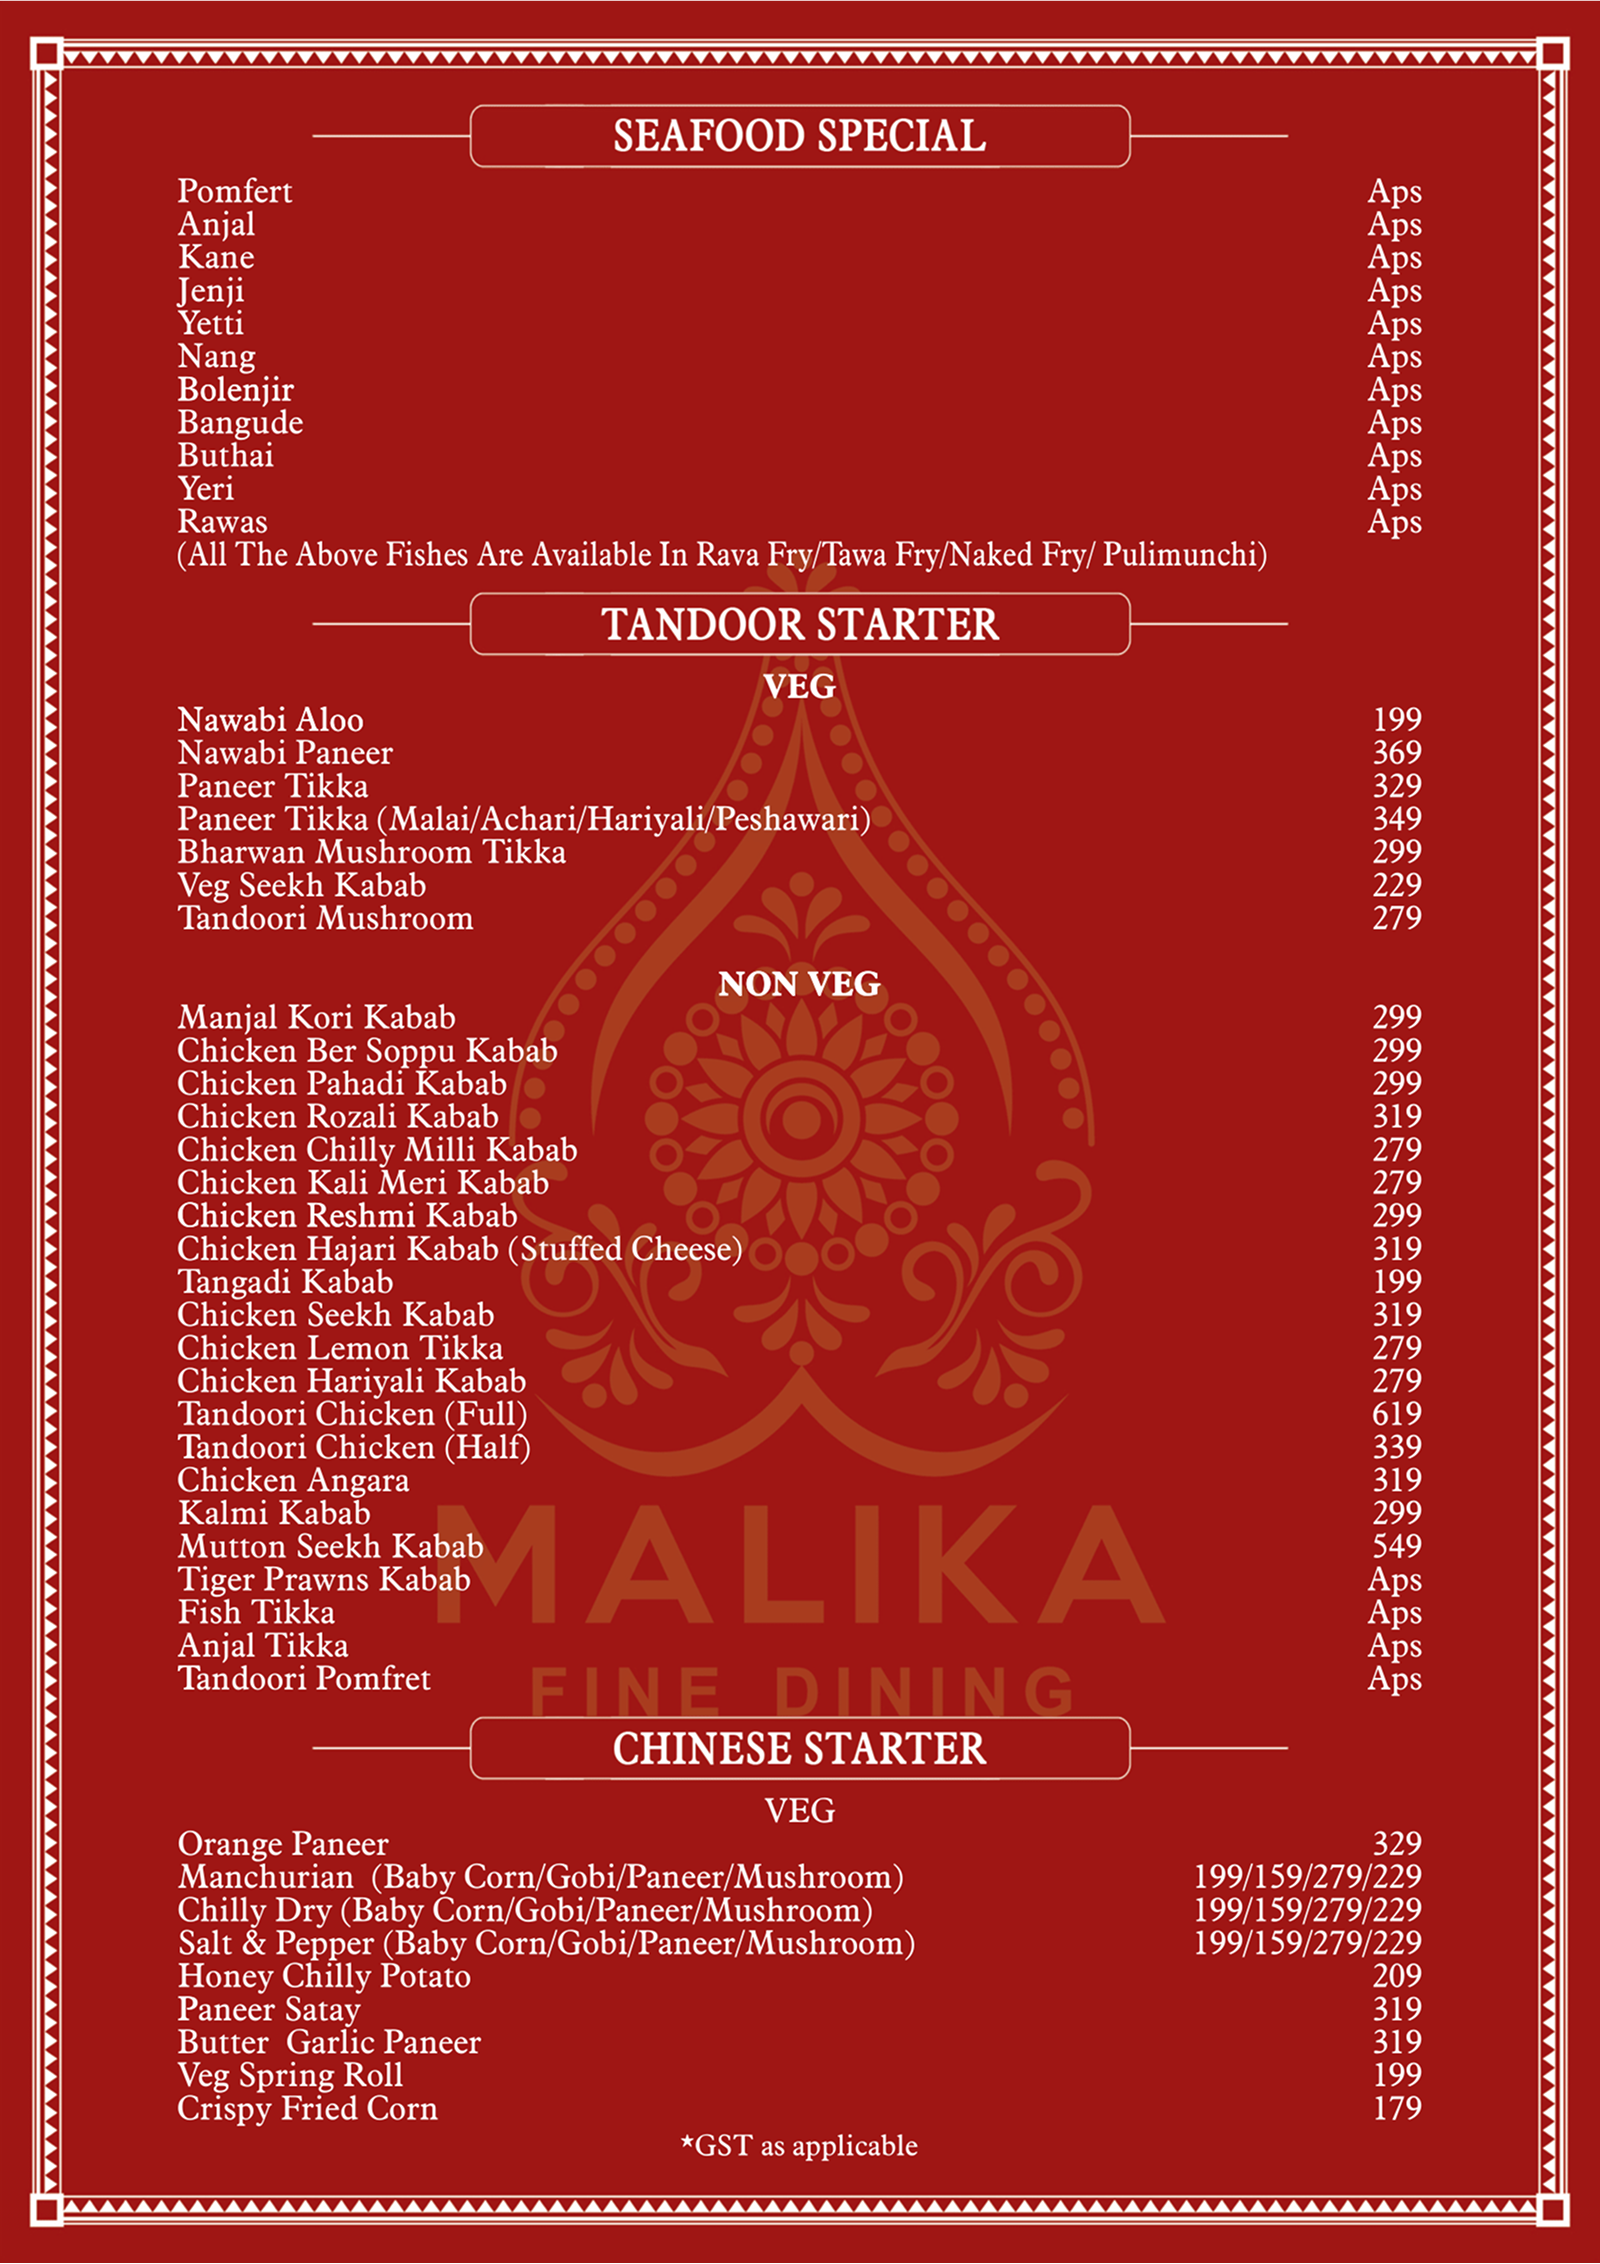 SEAFOOD SPECIAL
Pomfert Aps
Anjal Aps
Kane Aps
Jenji Aps
Yetti Aps
Nang Aps
Bolenjir Aps
Bangude Aps
Buthai Aps
Yeri Aps
Rawas Aps
(All The Above Fishes Are Available In Rava Fry/Tawa Fry/Naked Fry/ Pulimunchi)
TANDOOR STARTER
VEG
Nawabi Aloo 199
Nawabi Paneer 369
Paneer Tikka 329
Paneer Tikka (Malai/Achari/Hariyali/Peshawari) 349
Bharwan Mushroom Tikka 299
Veg Seekh Kabab 229
Tandoori Mushroom 279
NON VEG
Manjal Kori Kabab 299
Chicken Ber Soppu Kabab 299
Chicken Pahadi Kabab 299
Chicken Rozali Kabab 319
Chicken Chilly Milli Kabab 279
Chicken Kali Meri Kabab 279
Chicken Reshmi Kabab 299
Chicken Hajari Kabab (Stuffed Cheese) 319
Tangadi Kabab 199
Chicken Seekh Kabab 319
Chicken Lemon Tikka 279
Chicken Hariyali Kabab 279
Tandoori Chicken (Full) 619
Tandoori Chicken (Half) 339
Chicken Angara 319
Kalmi Kabab 299
Mutton Seekh Kabab 549
Tiger Prawns Kabab Aps
Fish Tikka Aps
Anjal Tikka Aps
Tandoori Pomfret Aps
MALIKA
FINE DINING
CHINESE STARTER
VEG
Orange Paneer 329
Manchurian (Baby Corn/Gobi/Paneer/Mushroom) 199/159/279/229
Chilly Dry (Baby Corn/Gobi/Paneer/Mushroom) 199/159/279/229
Salt & Pepper (Baby Corn/Gobi/Paneer/Mushroom) 199/159/279/229
Honey Chilly Potato 209
Paneer Satay 319
Butter Garlic Paneer 319
Veg Spring Roll 199
Crispy Fried Corn 179
*GST as applicable